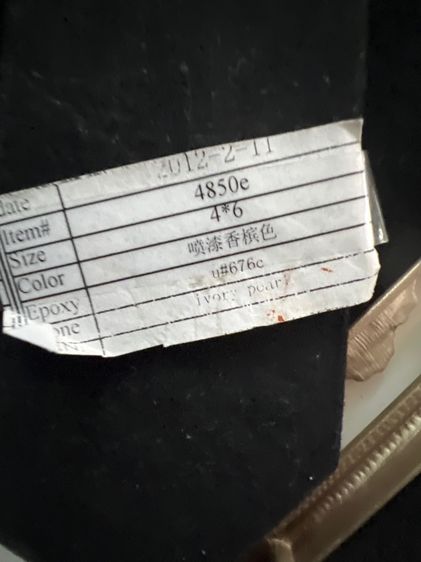 date 2012-2-11
Item# 4850e
Size 4*6
Color 喷漆香槟色
Epoxy u#676c
one ivory pearl